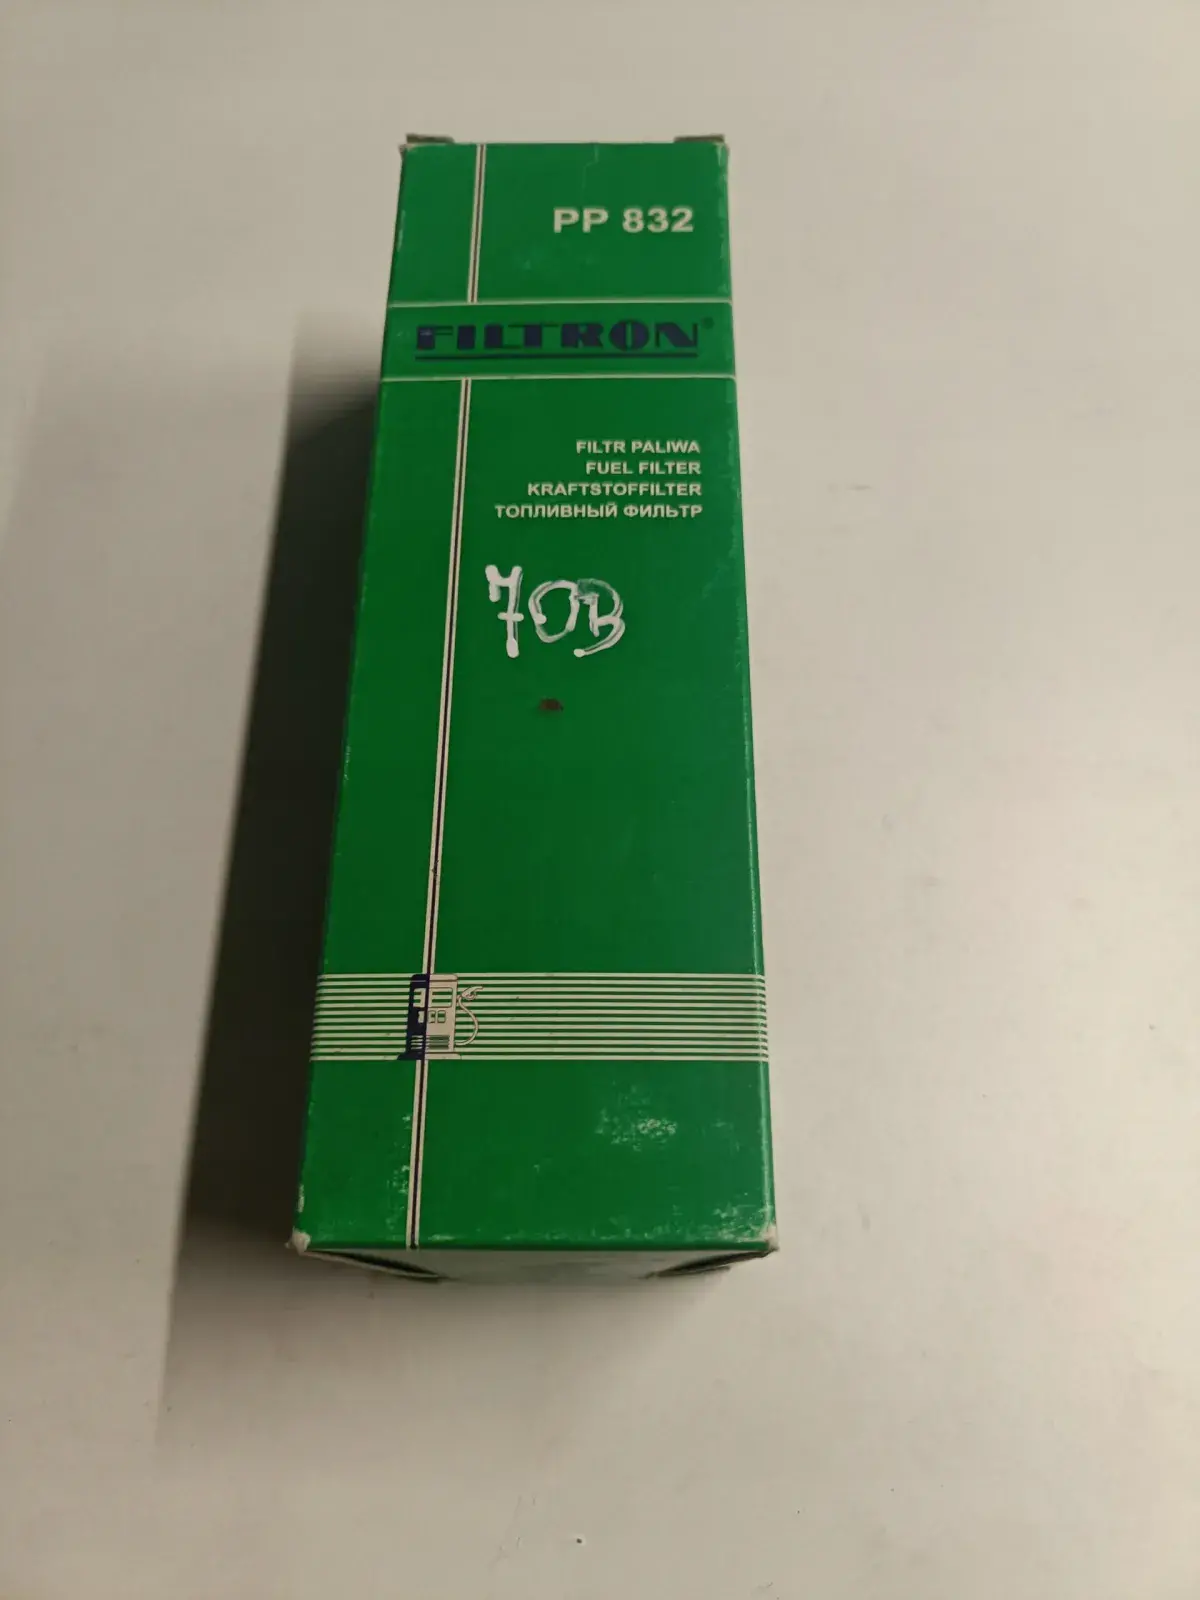 PP 832
FILTRON®
FILTR PALIWA
FUEL FILTER
KRAFTSTOFFILTER
ТОПЛИВНЫЙ ФИЛЬТР
70B